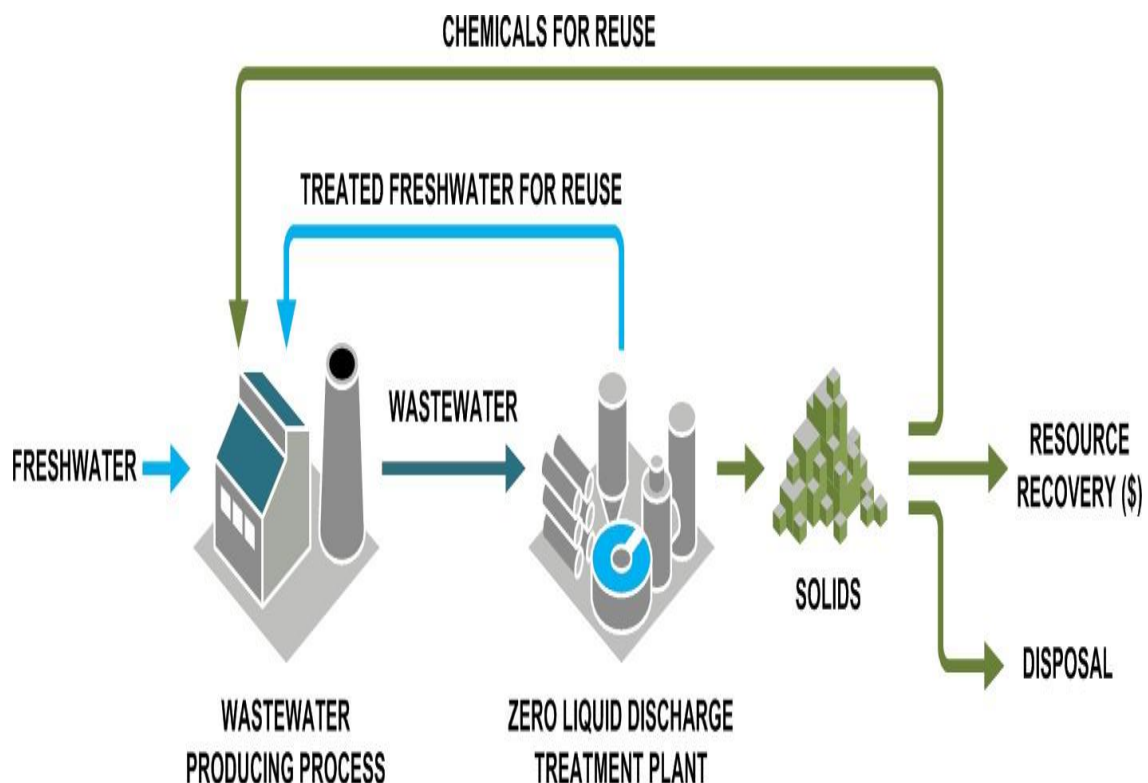 CHEMICALS FOR REUSE
TREATED FRESHWATER FOR REUSE
WASTEWATER
FRESHWATER
RESOURCE
RECOVERY ($)
SOLIDS
DISPOSAL
WASTEWATER
PRODUCING PROCESS
ZERO LIQUID DISCHARGE
TREATMENT PLANT